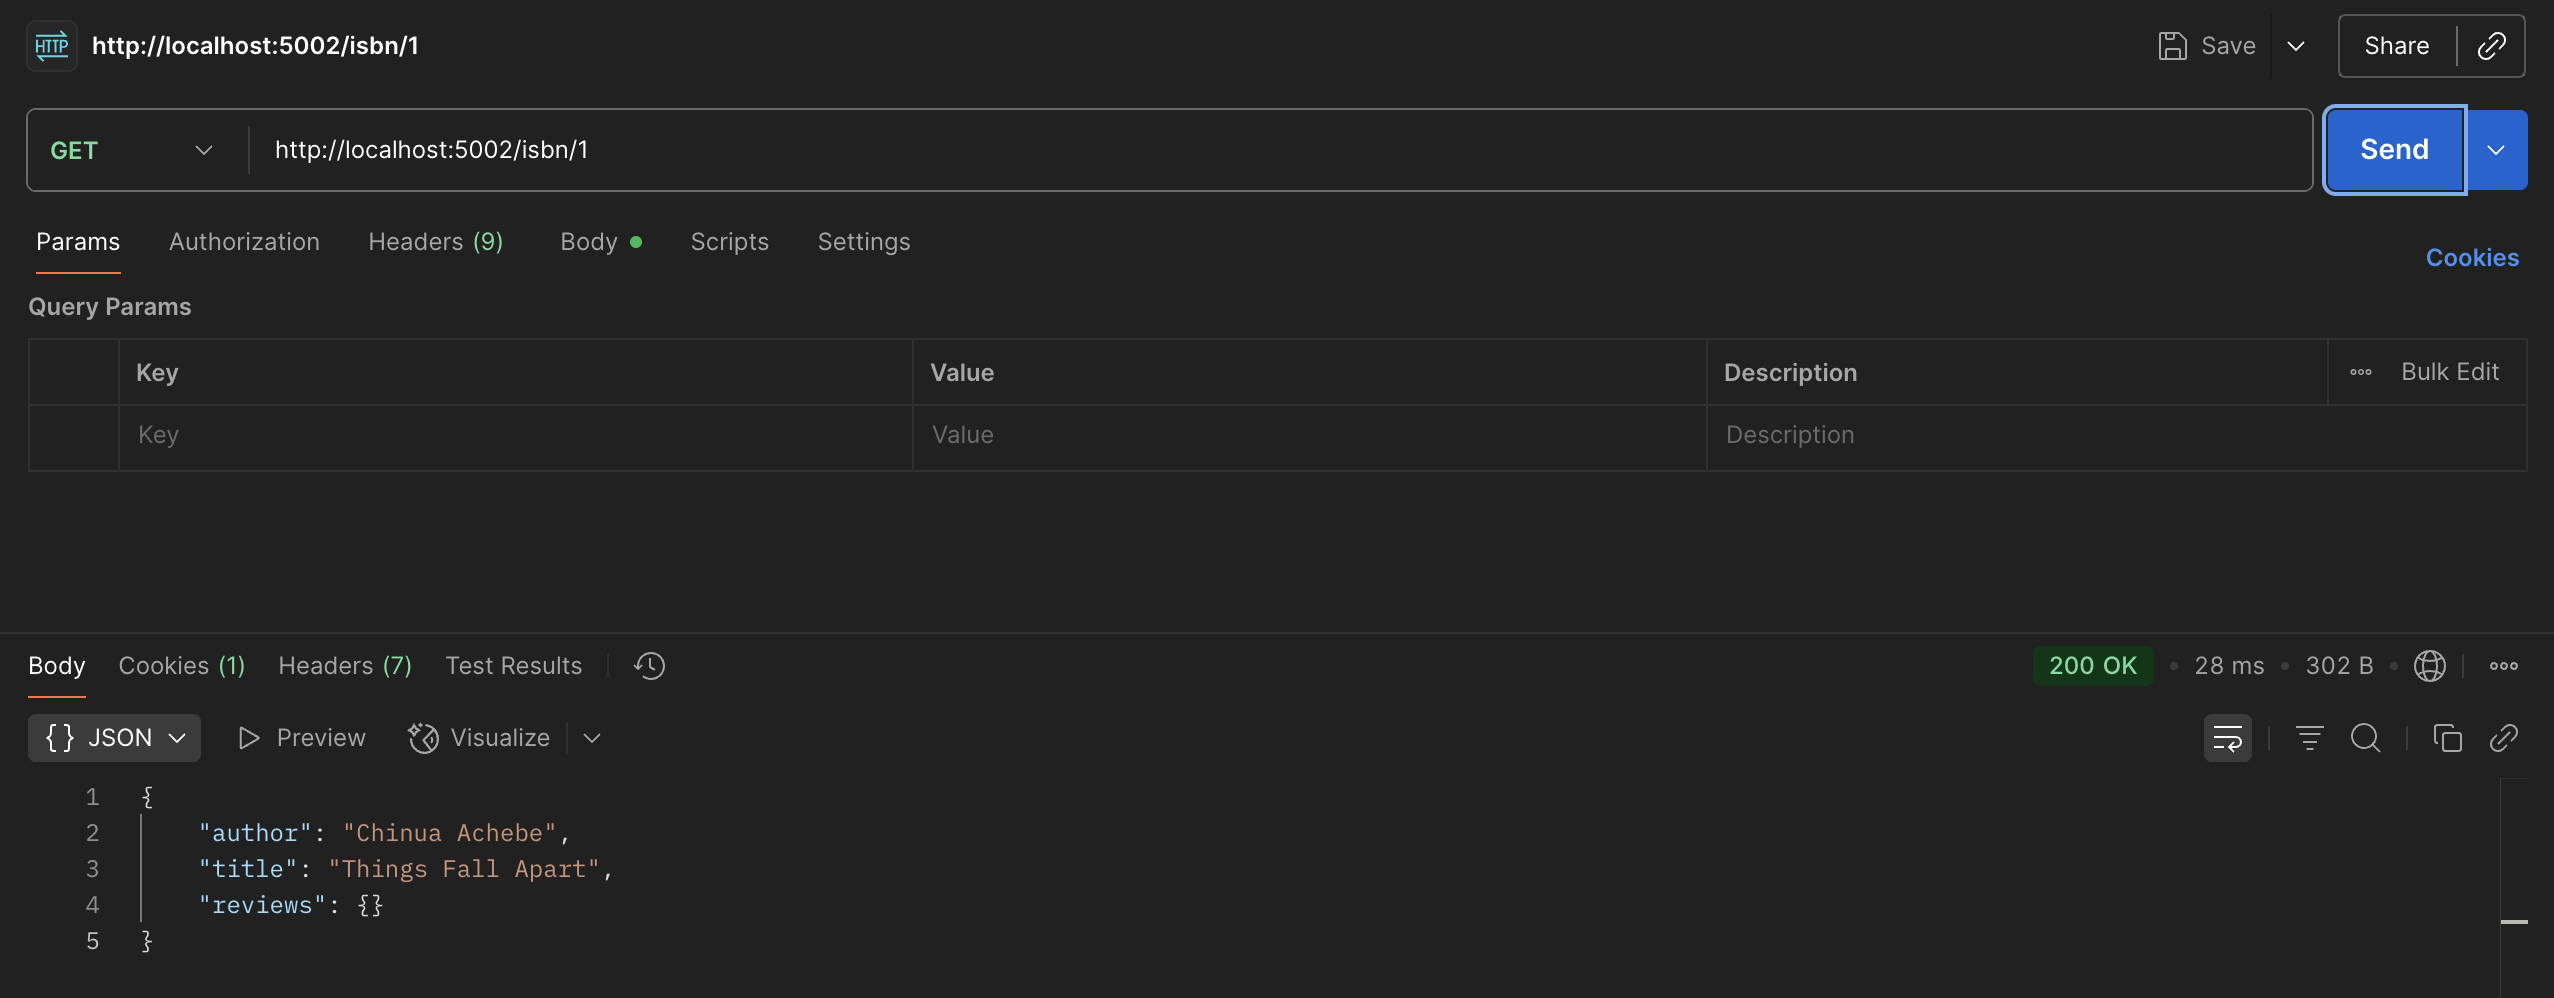 HTTP http://localhost:5002/isbn/1 Save Share
GET http://localhost:5002/isbn/1 Send
Params Authorization Headers (9) Body Scripts Settings
Cookies
Query Params
Key Value Description Bulk Edit
Key Value Description
Body Cookies (1) Headers (7) Test Results 200 OK 28 ms 302 B
{} JSON Preview Visualize
1 {
2 "author": "Chinua Achebe",
3 "title": "Things Fall Apart",
4 "reviews": {}
5 }